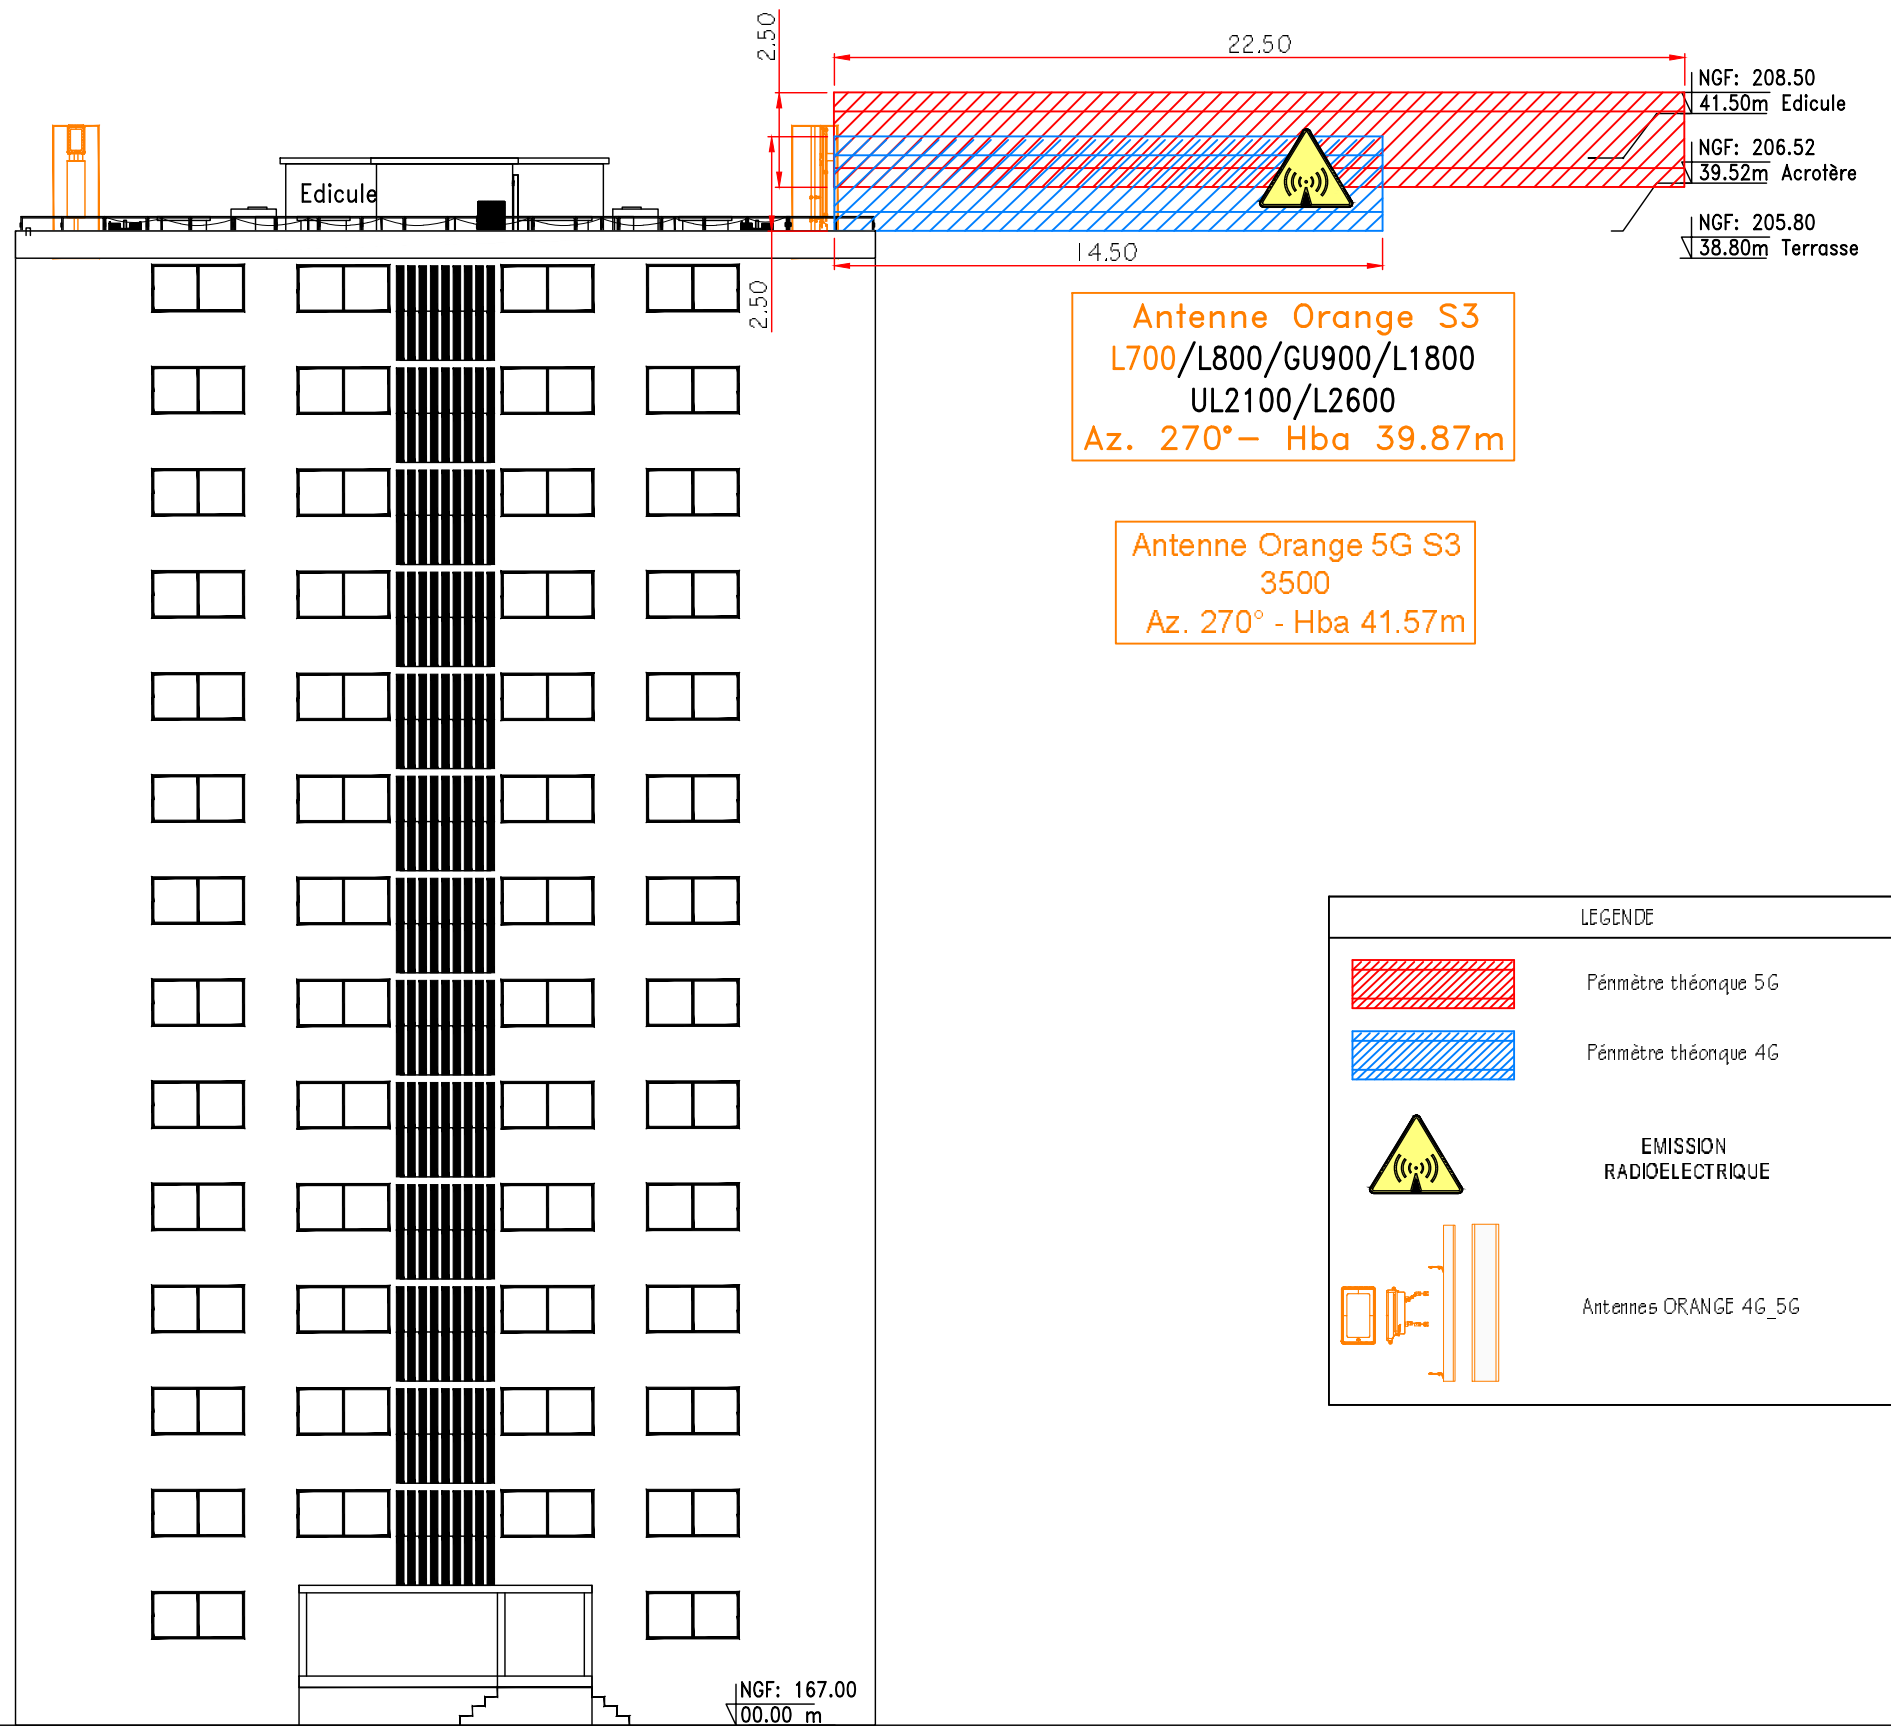 2.50
22.50
NGF: 208.50
41.50m Edicule
NGF: 206.52
39.52m Acrotère
Edicule
NGF: 205.80
38.80m Terrasse
14.50
2.50
Antenne Orange S3
L700/L800/GU900/L1800
UL2100/L2600
Az. 270°- Hba 39.87m
Antenne Orange 5G S3
3500
Az. 270° - Hba 41.57m
LEGENDE
Périmètre théorique 5G
Périmètre théorique 4G
EMISSION
RADIOELECTRIQUE
Antennes ORANGE 4G_5G
NGF: 167.00
00.00 m